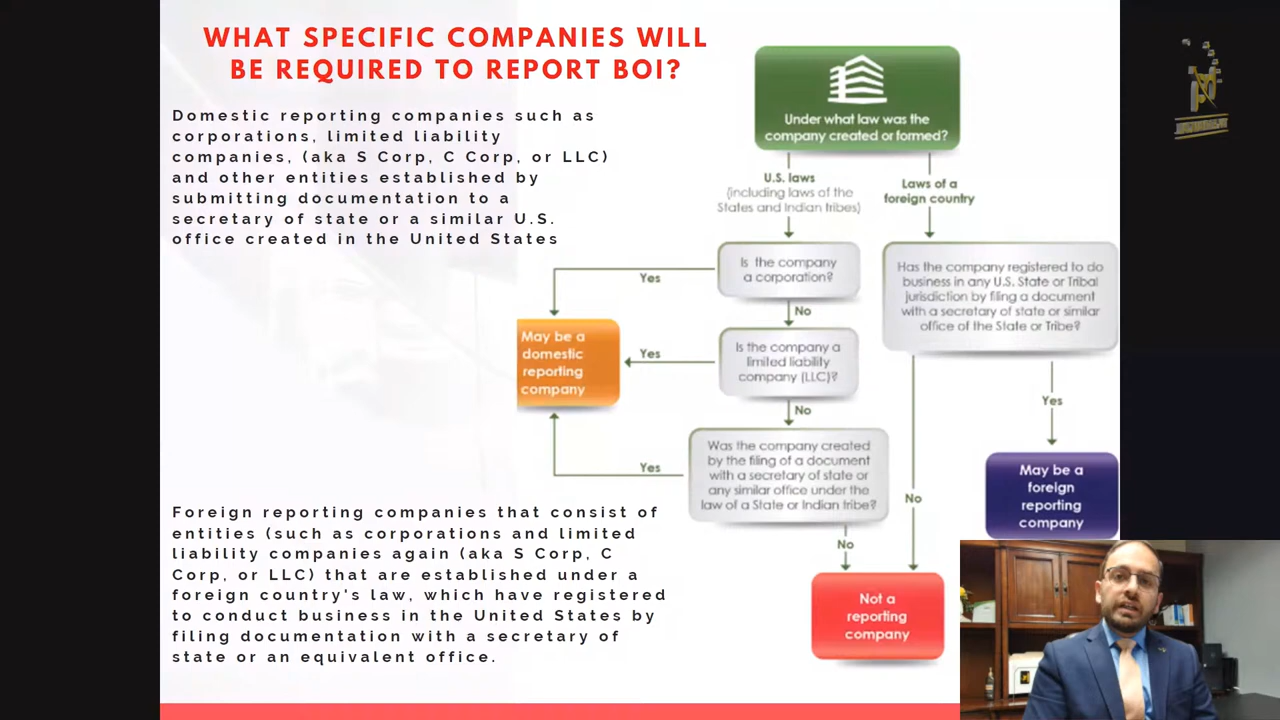 WHAT SPECIFIC COMPANIES WILL
BE REQUIRED TO REPORT BOI?
Domestic reporting companies such as
corporations, limited liability
companies, (aka S Corp, C Corp, or LLC)
and other entities established by
submitting documentation to a
secretary of state or a similar U.S.
office created in the United States
Foreign reporting companies that consist of
entities (such as corporations and limited
liability companies again (aka S Corp, C
Corp, or LLC) that are established under a
foreign country's law, which have registered
to conduct business in the United States by
filing documentation with a secretary of
state or an equivalent office.
Under what law was the
company created or formed?
U.S. laws
(including laws of the
States and Indian tribes)
Laws of a
foreign country
Is the company
a corporation?
Yes
No
Has the company registered to do
business in any U.S. State or Tribal
jurisdiction by filing a document
with a secretary of state or similar
office of the State or Tribe?
May be a
domestic
reporting
company
Yes
Is the company a
limited liability
company (LLC)?
No
Yes
Was the company created
by the filing of a document
with a secretary of state or
any similar office under the
law of a State or Indian tribe?
Yes
No
No
May be a
foreign
reporting
company
Not a
reporting
company